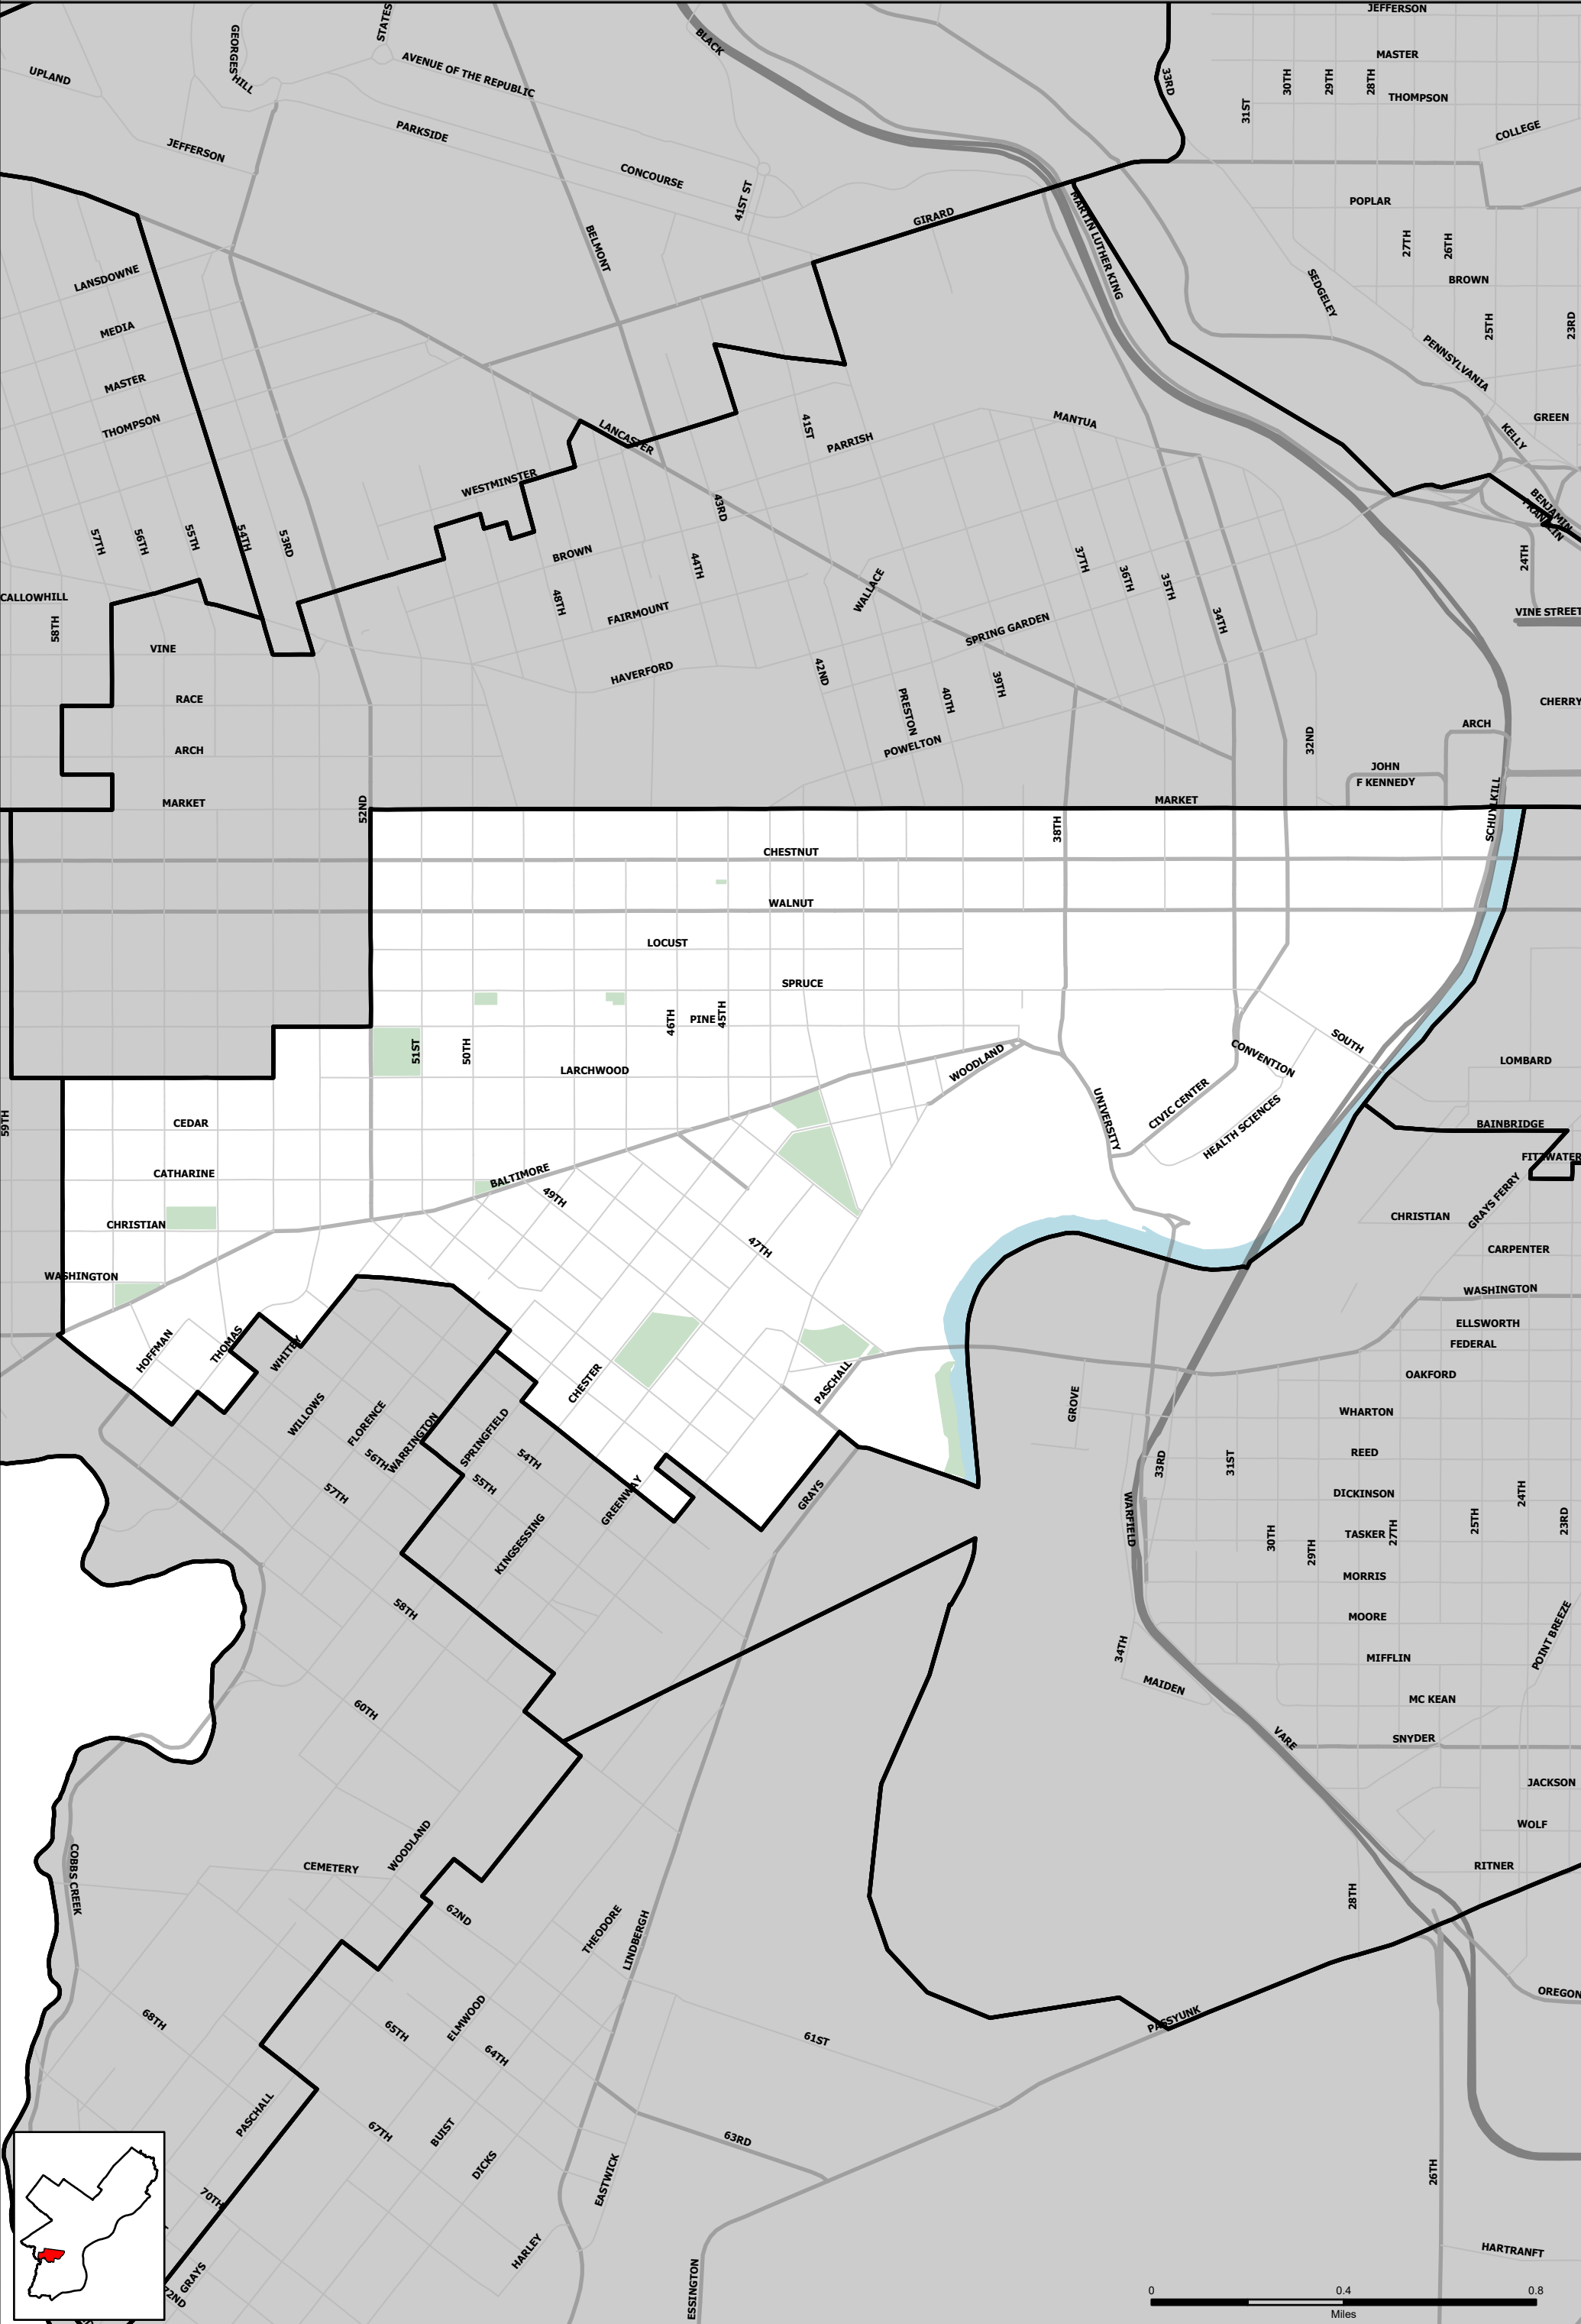 JEFFERSON
STATES
GEORGES HILL
BLACK
MASTER
AVENUE OF THE REPUBLIC
UPLAND
33RD
30TH
29TH
28TH
THOMPSON
31ST
PARKSIDE
COLLEGE
JEFFERSON
CONCOURSE
41ST ST
POPLAR
GIRARD
MARTIN LUTHER KING
BELMONT
27TH
26TH
LANSDOWNE
BROWN
SEDGELEY
MEDIA
25TH
23RD
PENNSYLVANIA
MASTER
GREEN
THOMPSON
LANCASTER
41ST
PARRISH
MANTUA
KELLY
WESTMINSTER
43RD
BENJAMIN
FRANKLIN
57TH
56TH
55TH
54TH
53RD
BROWN
44TH
37TH
36TH
35TH
24TH
CALLOWHILL
48TH
FAIRMOUNT
WALLACE
34TH
VINE STREET
58TH
SPRING GARDEN
VINE
HAVERFORD
42ND
39TH
RACE
PRESTON
40TH
CHERRY
ARCH
POWELTON
32ND
ARCH
JOHN
F KENNEDY
MARKET
52ND
MARKET
SCHUYLKILL
38TH
CHESTNUT
WALNUT
LOCUST
SPRUCE
46TH
PINE
45TH
51ST
50TH
SOUTH
CONVENTION
WOODLAND
LOMBARD
LARCHWOOD
59TH
CEDAR
UNIVERSITY
CIVIC CENTER
HEALTH SCIENCES
BAINBRIDGE
FITZWATER
CATHARINE
BALTIMORE
49TH
GRAYS FERRY
CHRISTIAN
CHRISTIAN
47TH
CARPENTER
WASHINGTON
WASHINGTON
ELLSWORTH
HOFFMAN
THOMAS
WHITBY
FEDERAL
CHESTER
PASCHALL
OAKFORD
WILLOWS
FLORENCE
WARRINGTON
SPRINGFIELD
GROVE
WHARTON
56TH
54TH
REED
55TH
33RD
31ST
57TH
GREENWAY
GRAYS
DICKINSON
24TH
WARFIELD
KINGSESSING
30TH
29TH
TASKER
27TH
25TH
23RD
MORRIS
58TH
MOORE
34TH
POINT BREEZE
MIFFLIN
MAIDEN
60TH
MC KEAN
VARE
SNYDER
JACKSON
WOODLAND
WOLF
COBBS CREEK
CEMETERY
RITNER
28TH
62ND
THEODORE
LINDBERGH
OREGON
68TH
65TH
ELMWOOD
64TH
61ST
PASSYUNK
PASCHALL
67TH
BUIST
63RD
DICKS
EASTWICK
26TH
70TH
HARLEY
HARTRANFT
GRAYS
72ND
ESSINGTON
0 0.4 0.8
Miles